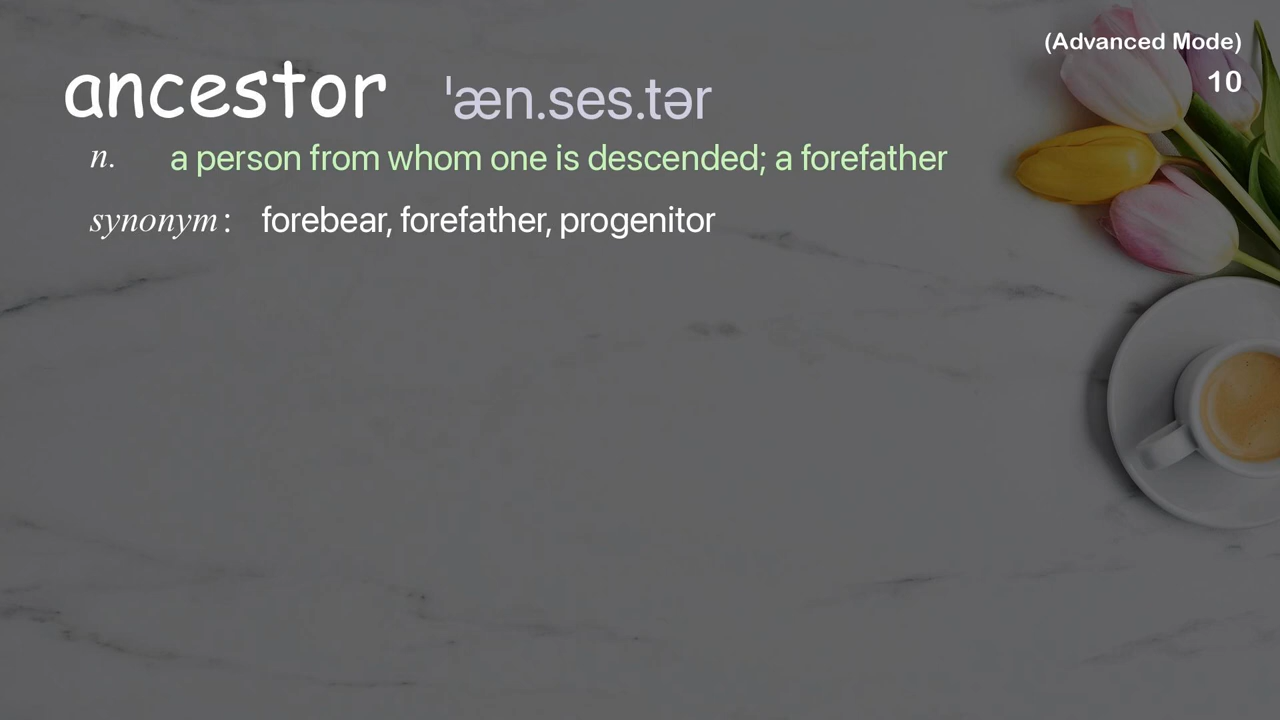 (Advanced Mode)
10
ancestor ˈæn.ses.tər
n. a person from whom one is descended; a forefather
synonym: forebear, forefather, progenitor